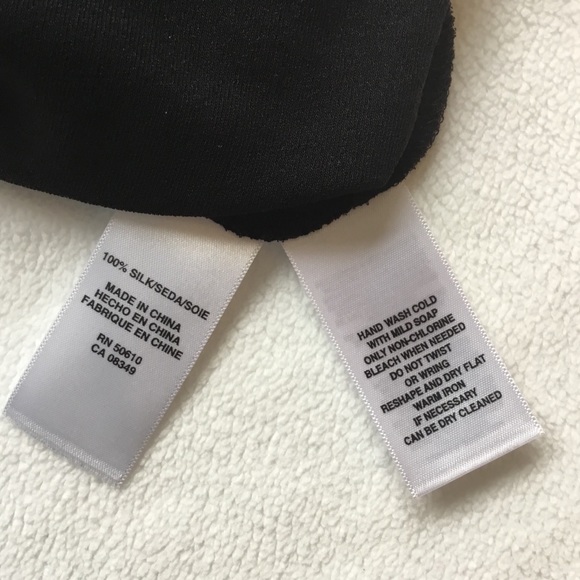 100% SILK/SEDA/SOIE
MADE IN CHINA
HECHO EN CHINA
FABRIQUE EN CHINE
RN 50610
CA 08349
HAND WASH COLD
WITH MILD SOAP
ONLY NON-CHLORINE
BLEACH WHEN NEEDED
DO NOT TWIST
OR WRING
RESHAPE AND DRY FLAT
WARM IRON
IF NECESSARY
CAN BE DRY CLEANED